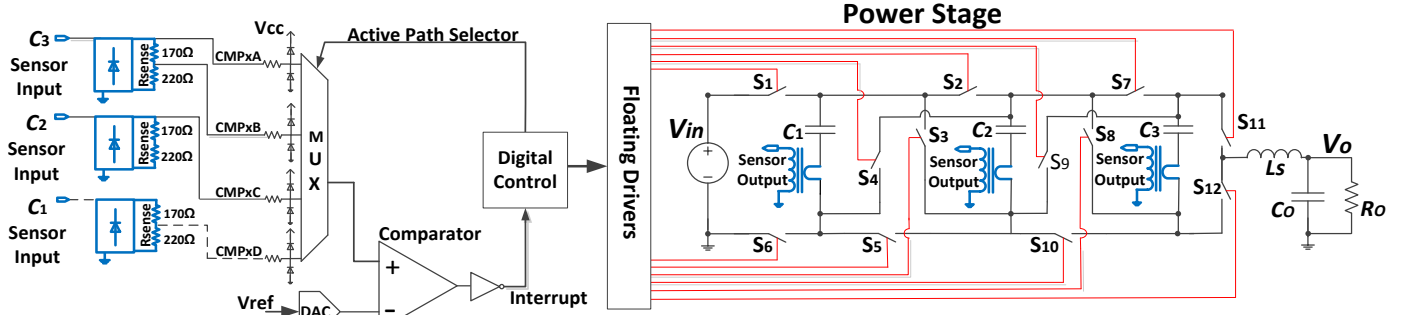 Power Stage
C3
Sensor
Input
Rsense
170Ω
220Ω
CMPxA
Vcc
Active Path Selector
C2
Sensor
Input
Rsense
170Ω
220Ω
CMPxB
CMPxC
C1
Sensor
Input
Rsense
170Ω
220Ω
CMPxD
MUX
Digital
Control
Comparator
+
−
Interrupt
Vref
DAC
Floating Drivers
Vin
+
−
S1
S2
S7
S11
C1
S3
C2
S8
C3
Sensor
Output
S4
Sensor
Output
S9
Sensor
Output
S12
S6
S5
S10
Ls
Vo
Co
Ro